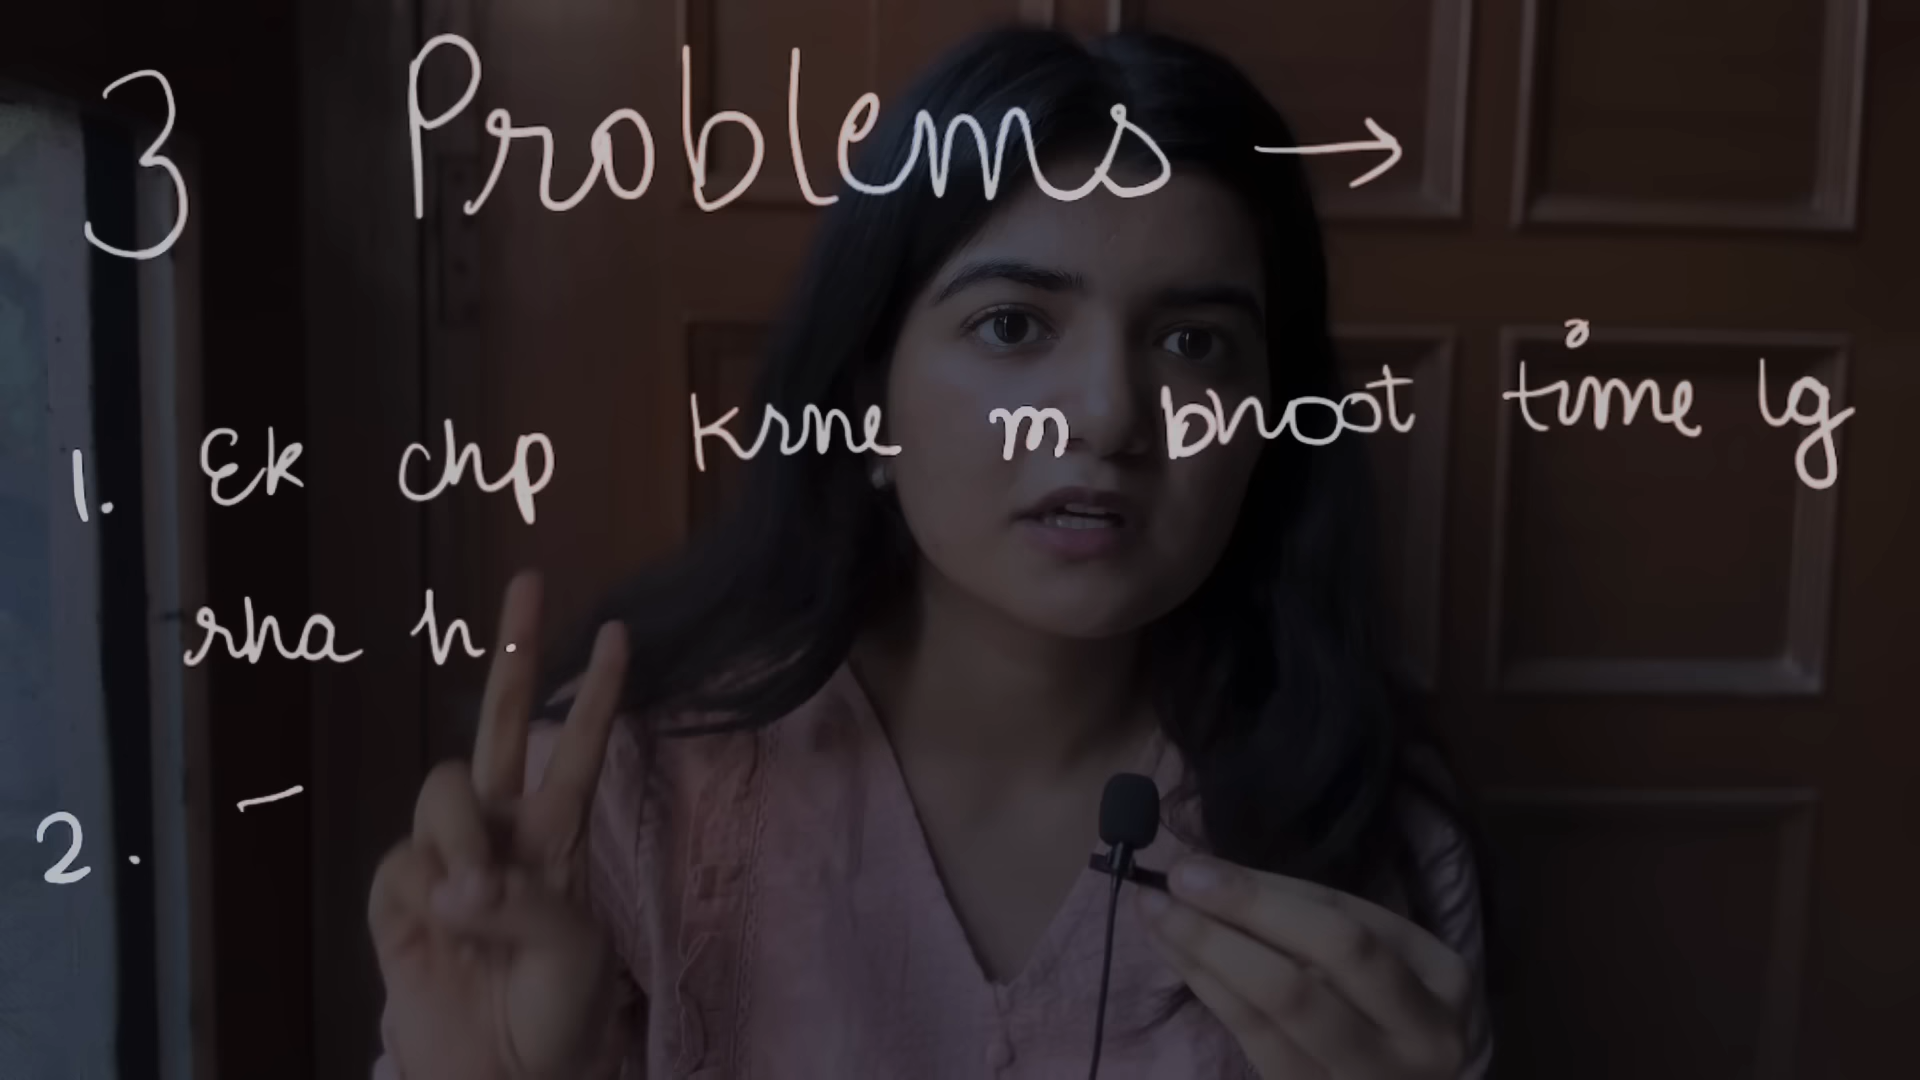 3 Problems →
1. Ek chp krne m bhoot time lg
rha h.
2.